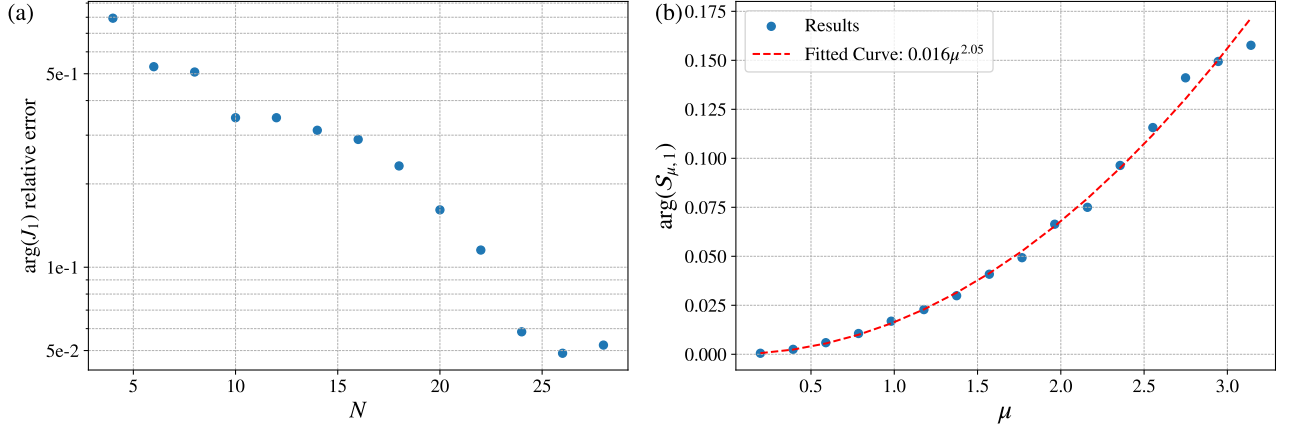 (a)
arg(J₁) relative error
5e-1
1e-1
5e-2
5
10
15
20
25
N
(b)
arg(𝒮μ,1)
0.175
0.150
0.125
0.100
0.075
0.050
0.025
0.000
Results
Fitted Curve: 0.016μ^2.05
0.5
1.0
1.5
2.0
2.5
3.0
μ